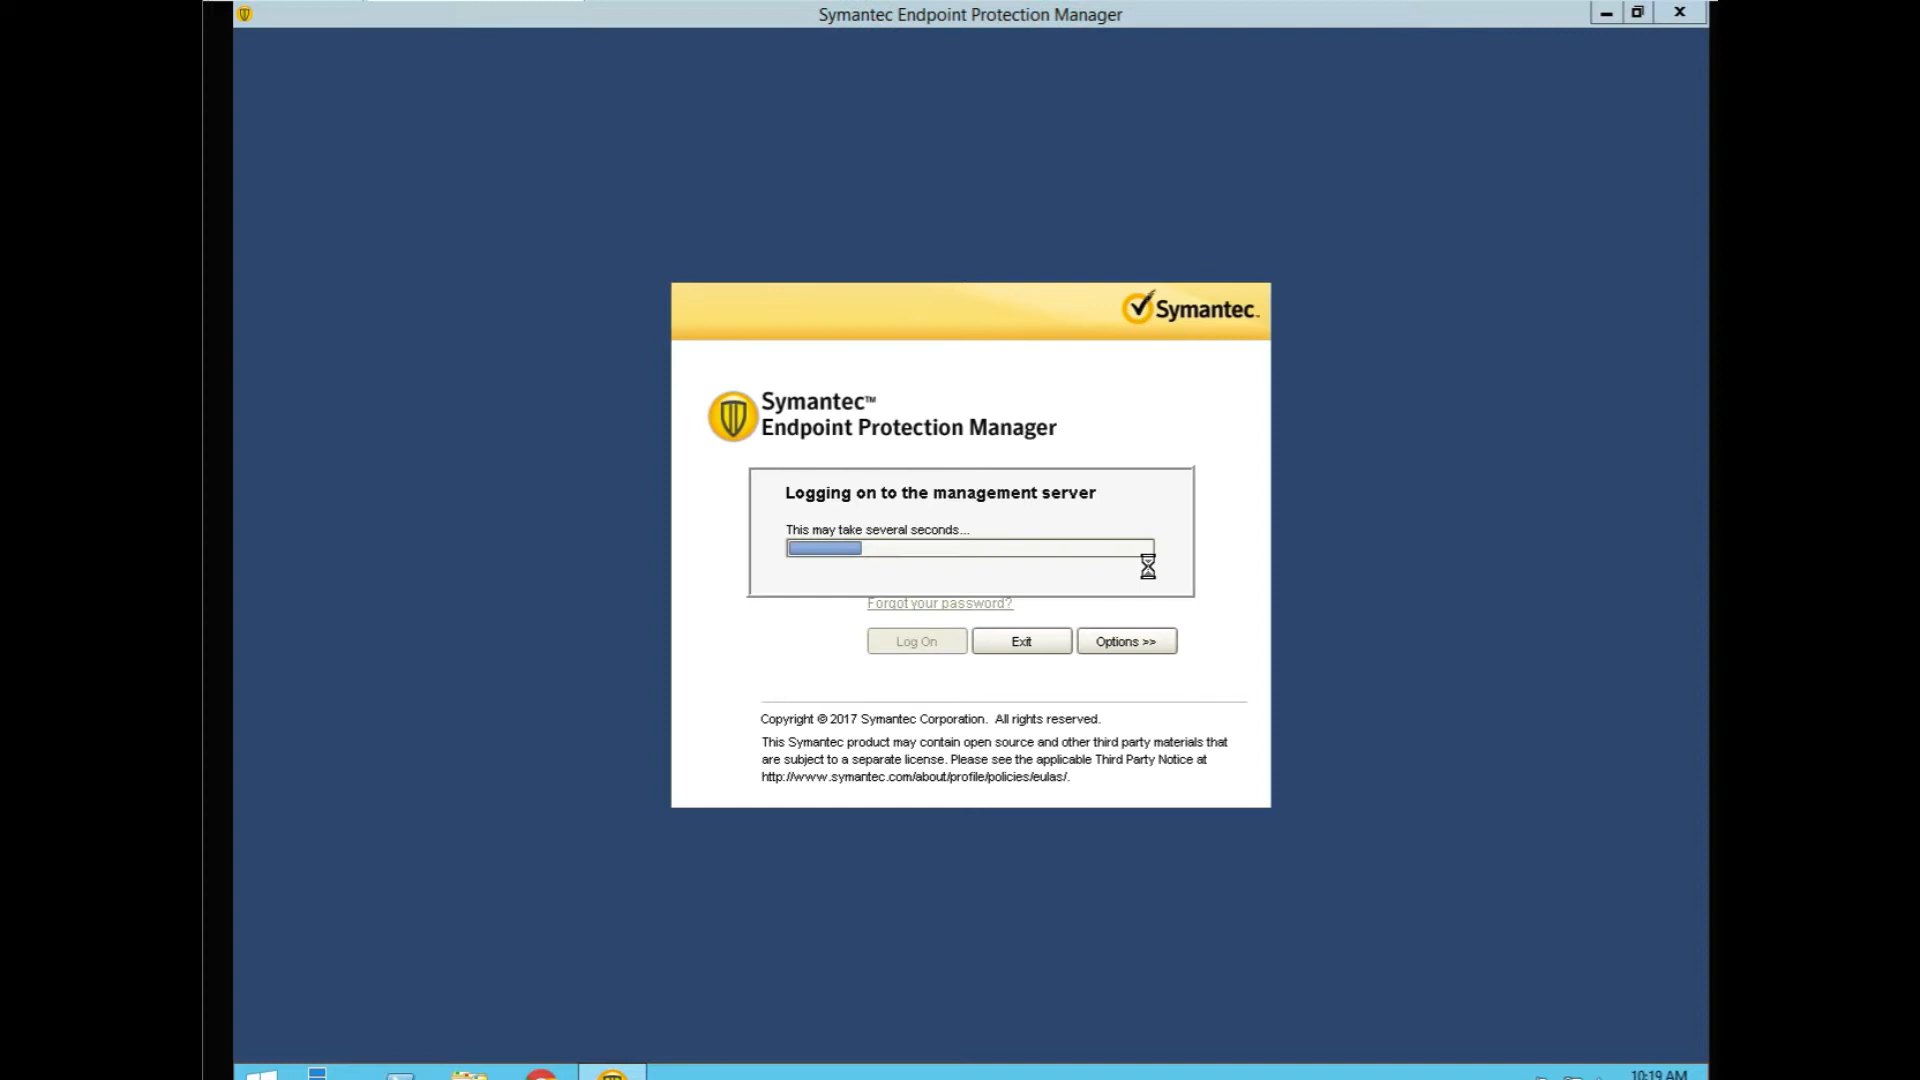 Symantec Endpoint Protection Manager
Symantec.
Symantec™
Endpoint Protection Manager
Logging on to the management server
This may take several seconds...
Forgot your password?
Log On
Exit
Options >>
Copyright © 2017 Symantec Corporation. All rights reserved.
This Symantec product may contain open source and other third party materials that
are subject to a separate license. Please see the applicable Third Party Notice at
http://www.symantec.com/about/profile/policies/eulas/.
10:19 AM